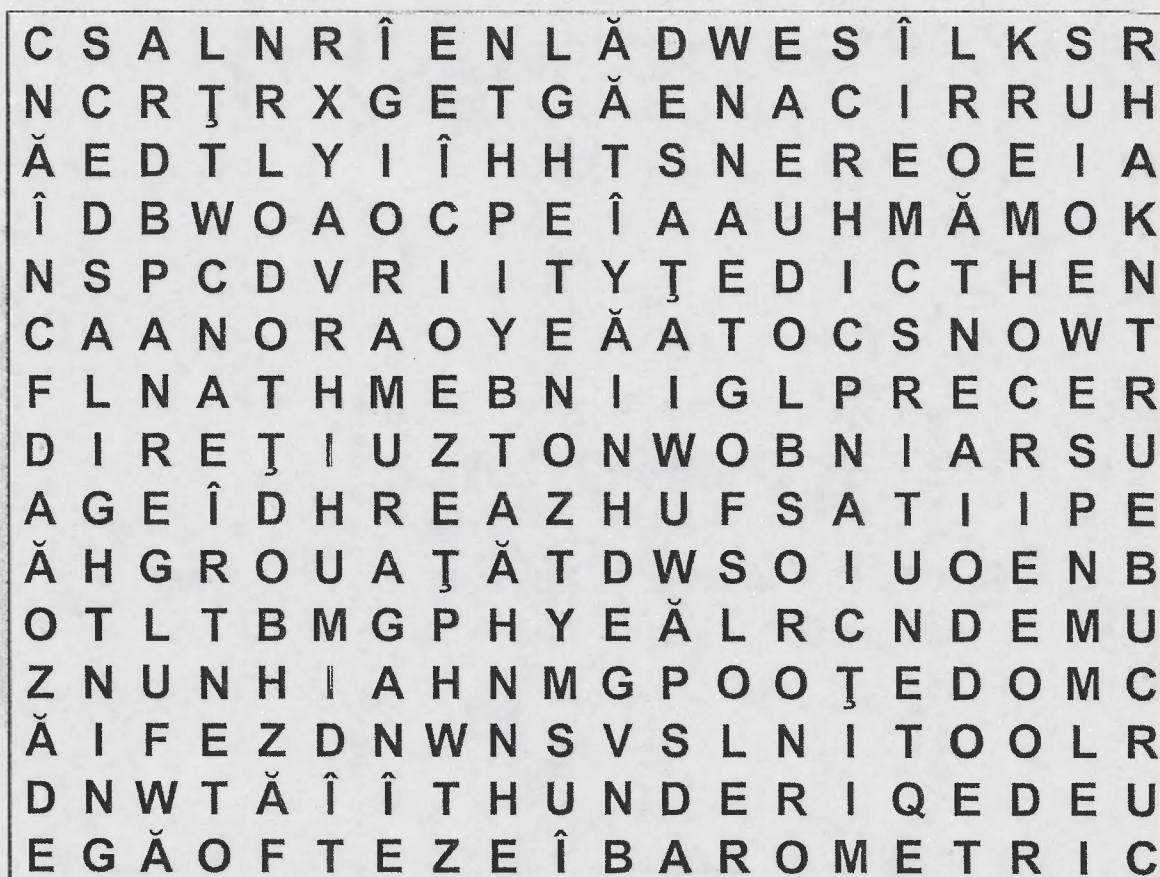 C S A L N R Î E N L Ă D W E S Î L K S R
N C R Ţ R X G E T G Ă E N A C I R R U H
Ă E D T L Y I Î H H T S N E R E O E I A
Î D B W O A O C P E Î A A U H M Ă M O K
N S P C D V R I I T Y Ţ E D I C T H E N
C A A N O R A O Y E Ă A T O C S N O W T
F L N A T H M E B N I I G L P R E C E R
D I R E Ţ I U Z T O N W O B N I A R S U
A G E Î D H R E A Z H U F S A T I I P E
Ă H G R O U A Ţ Ă T D W S O I U O E N B
O T L T B M G P H Y E Ă L R C N D E M U
Z N U N H I A H N M G P O O Ţ E D O M C
Ă I F E Z D N W N S V S L N I T O O L R
D N W T Ă Î Î T H U N D E R I Q E D E U
E G Ă O F T E Z E Î B A R O M E T R I C